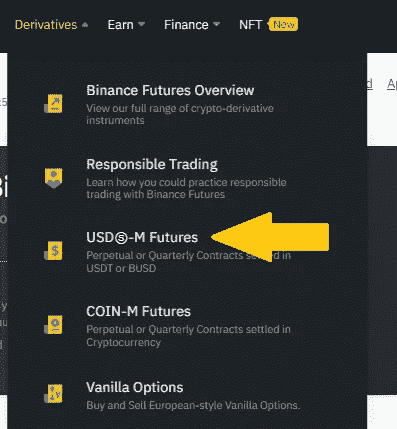 Derivatives Earn Finance NFT New
Binance Futures Overview
View our full range of crypto-derivative
instruments
Responsible Trading
Learn how you could practice responsible
trading with Binance Futures
USDⓈ-M Futures
Perpetual or Quarterly Contracts settled in
USDT or BUSD
COIN-M Futures
Perpetual or Quarterly Contracts settled in
Cryptocurrency
Vanilla Options
Buy and Sell European-style Vanilla Options.